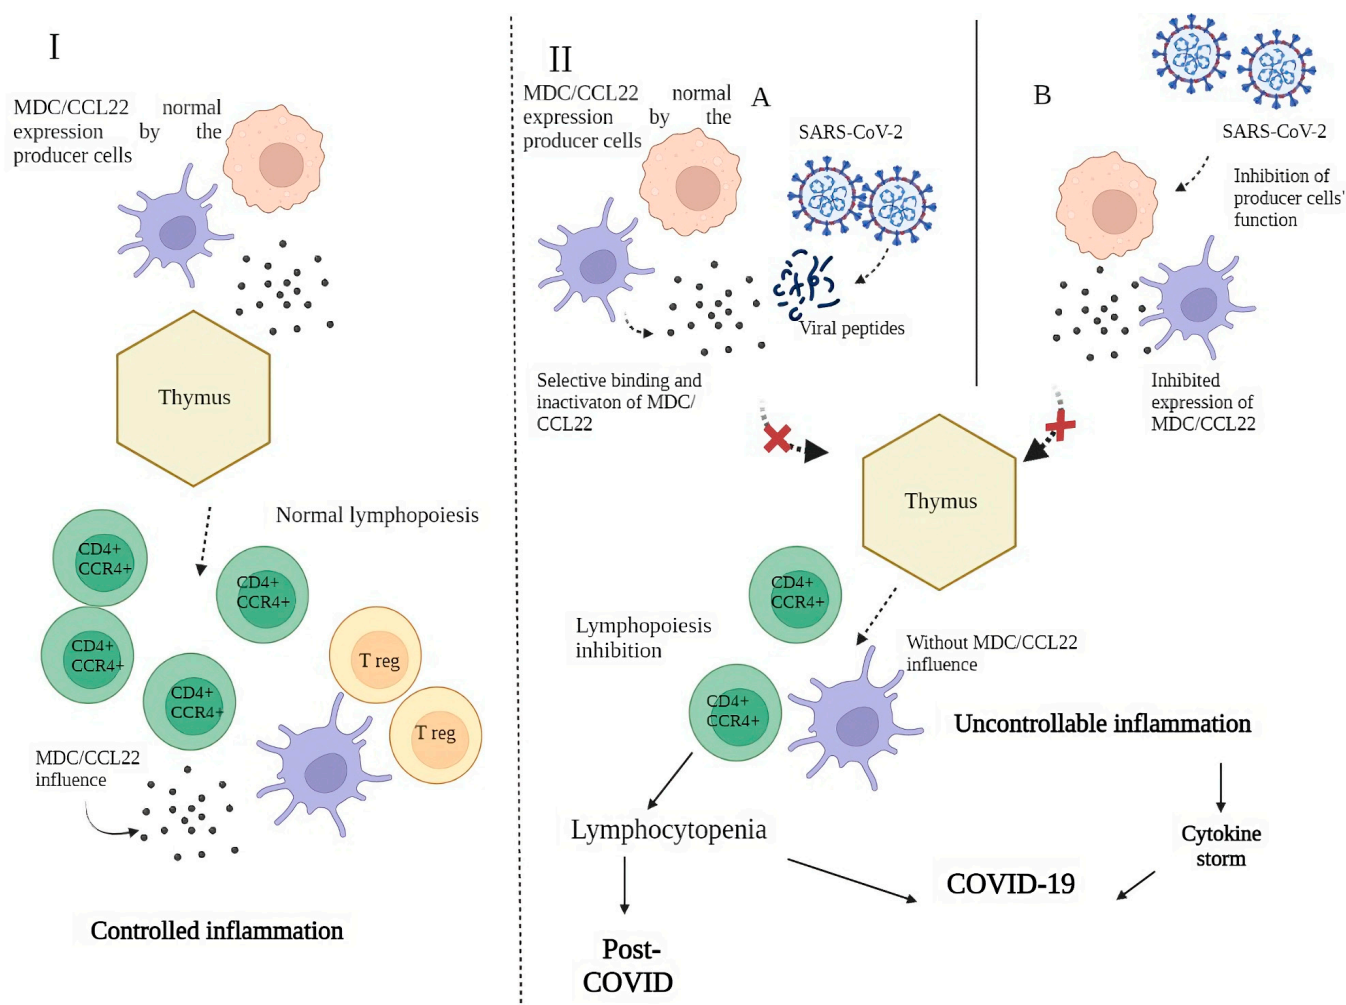 I
MDC/CCL22 normal
expression by the
producer cells
Thymus
Normal lymphopoiesis
CD4+
CCR4+
CD4+
CCR4+
CD4+
CCR4+
CD4+
CCR4+
T reg
T reg
MDC/CCL22
influence
Controlled inflammation
II
MDC/CCL22 normal
expression by the
producer cells
A
SARS-CoV-2
Viral peptides
Selective binding and
inactivaton of MDC/
CCL22
B
SARS-CoV-2
Inhibition of
producer cells'
function
Inhibited
expression of
MDC/CCL22
Thymus
CD4+
CCR4+
Lymphopoiesis
inhibition
Without MDC/CCL22
influence
CD4+
CCR4+
Uncontrollable inflammation
Lymphocytopenia
Cytokine
storm
COVID-19
Post-
COVID